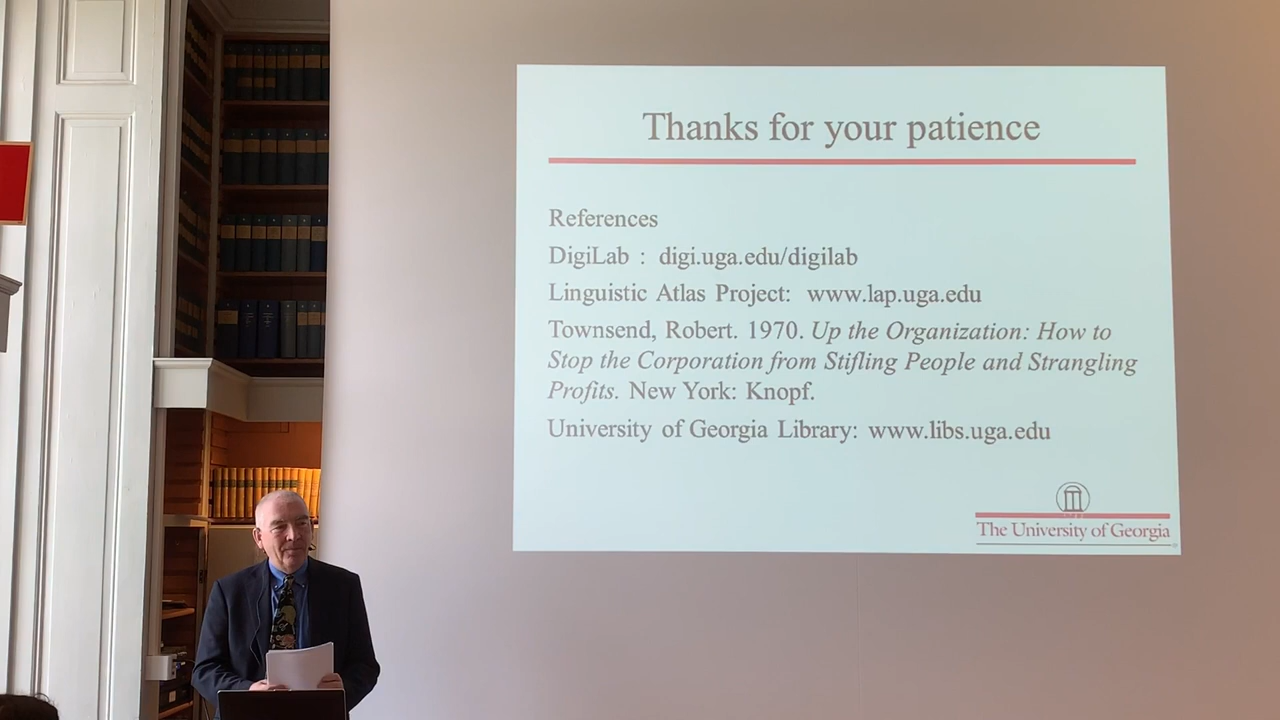 Thanks for your patience
References
DigiLab : digi.uga.edu/digilab
Linguistic Atlas Project: www.lap.uga.edu
Townsend, Robert. 1970. Up the Organization: How to
Stop the Corporation from Stifling People and Strangling
Profits. New York: Knopf.
University of Georgia Library: www.libs.uga.edu
The University of Georgia